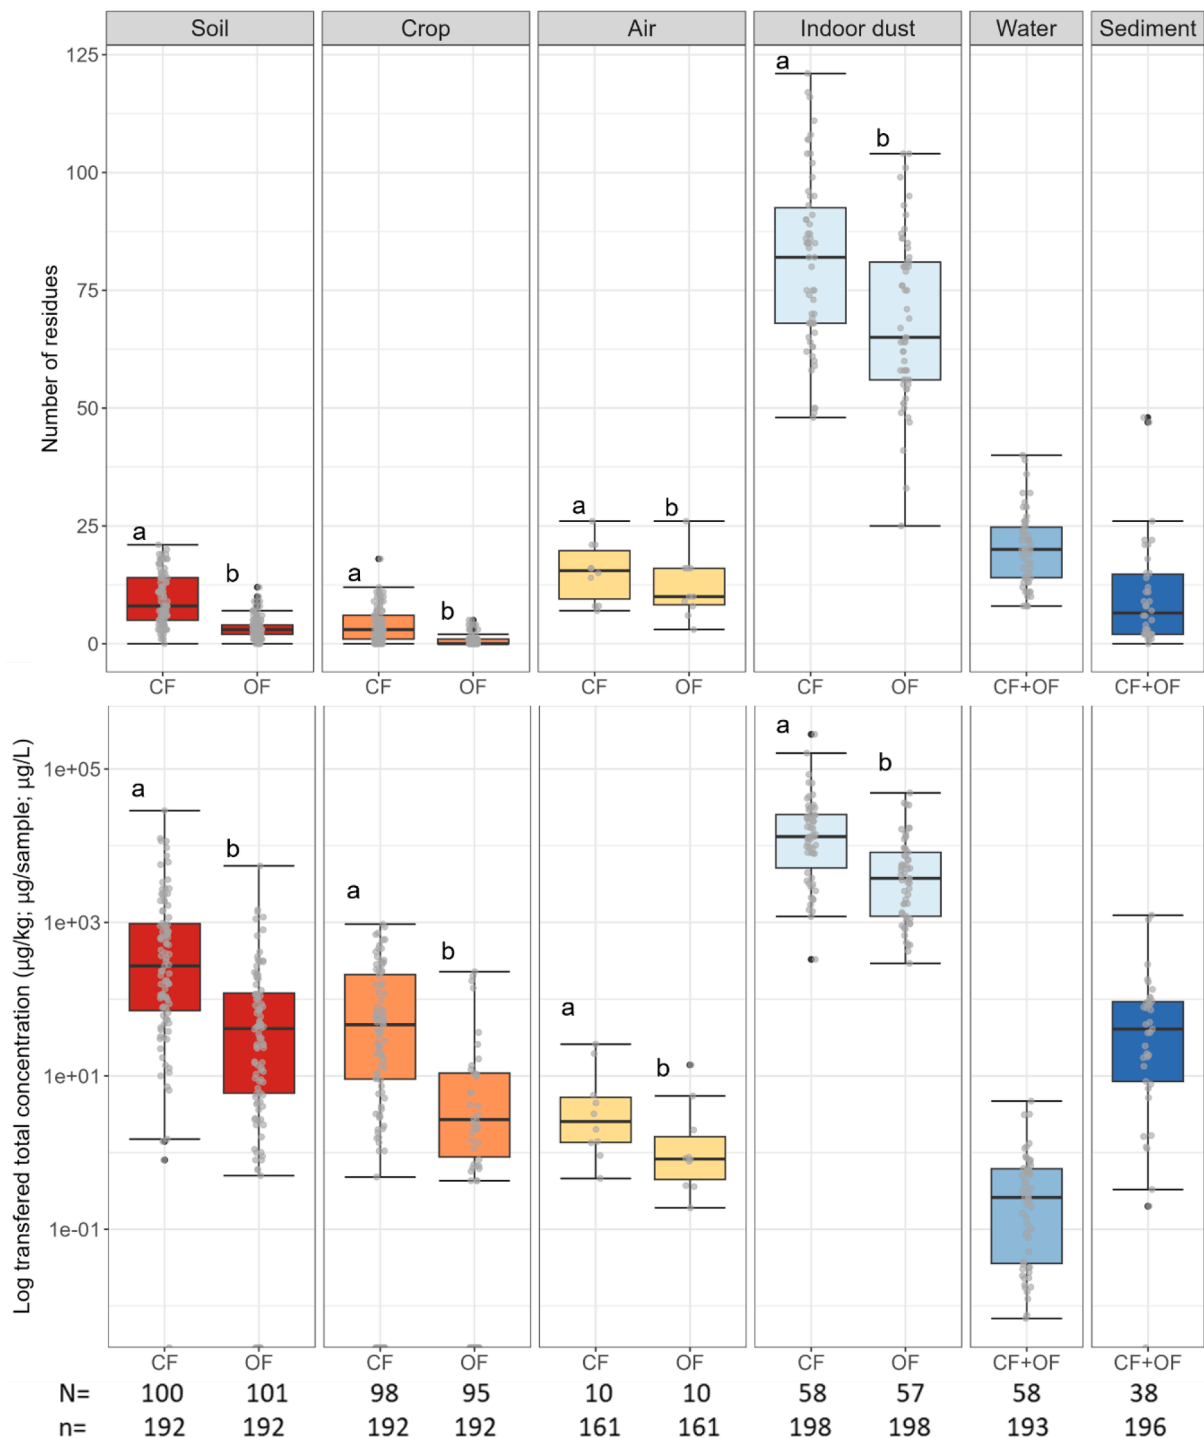 Soil Crop Air Indoor dust Water Sediment
Number of residues
125
100
75
50
25
0
a b a b a b a b
CF OF CF OF CF OF CF OF CF+OF CF+OF
Log transfered total concentration (µg/kg; µg/sample; µg/L)
1e+05
1e+03
1e+01
1e-01
a b a b a b a b
CF OF CF OF CF OF CF OF CF+OF CF+OF
N= 100 101 98 95 10 10 58 57 58 38
n= 192 192 192 192 161 161 198 198 193 196